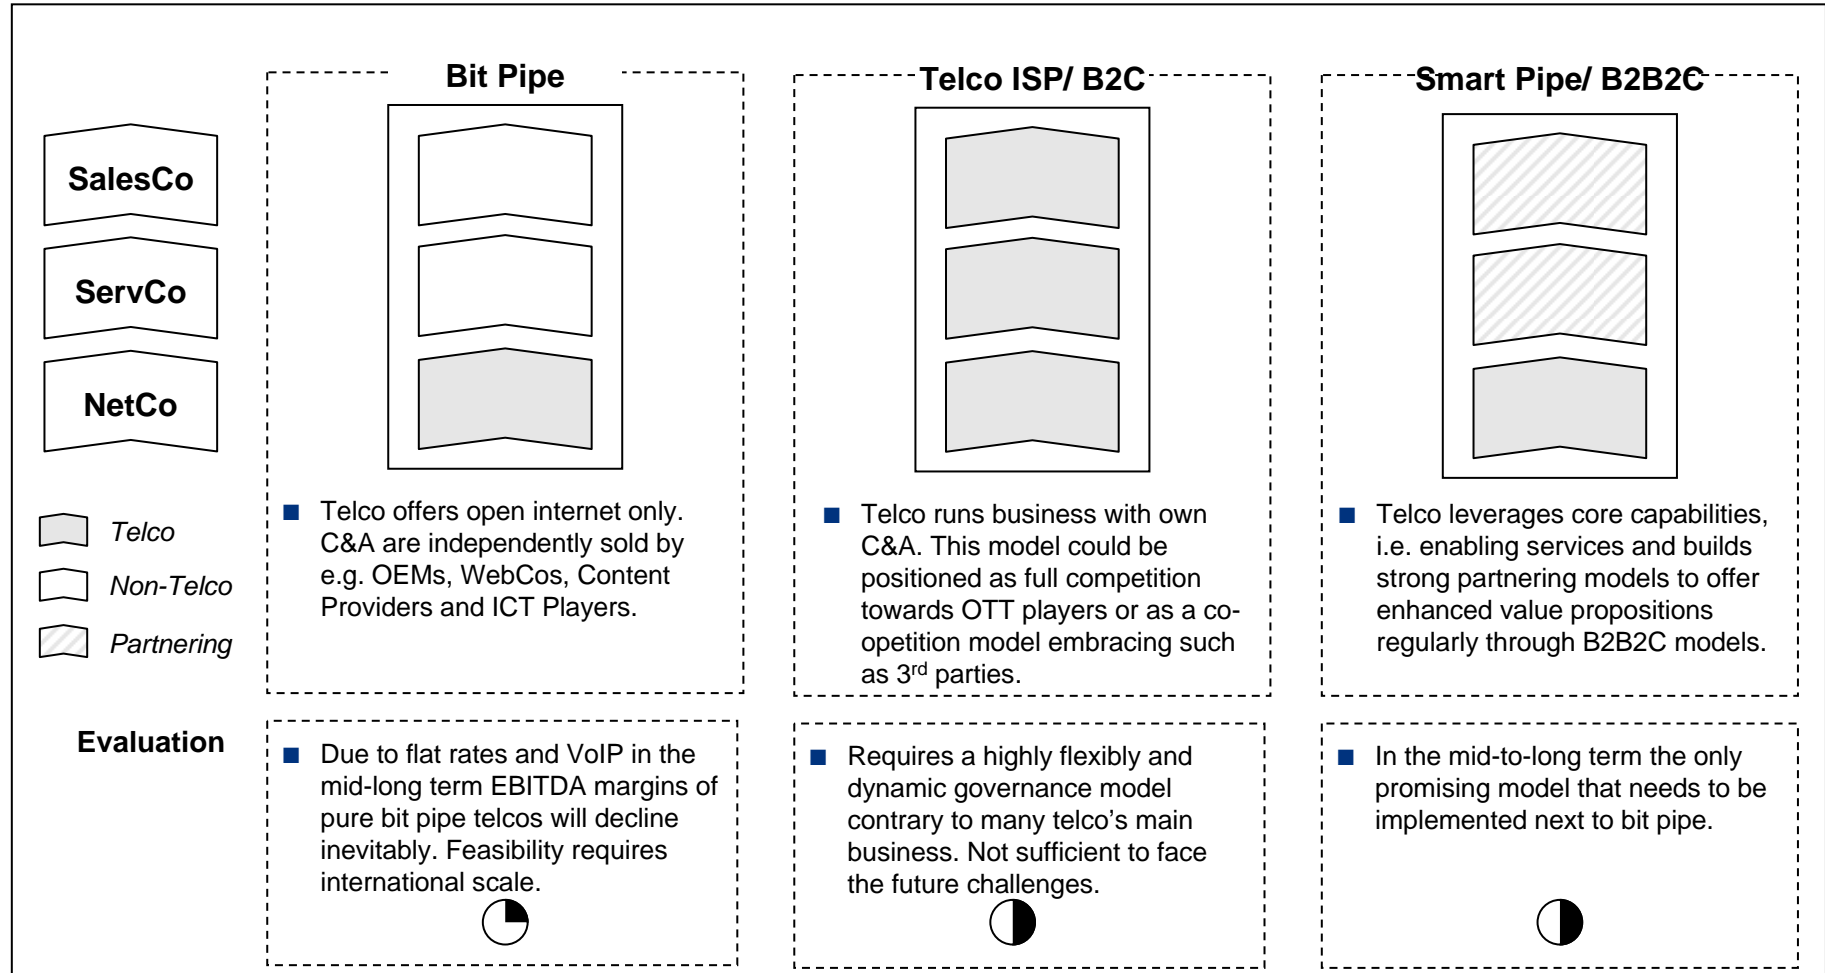 Bit Pipe
Telco ISP/ B2C
Smart Pipe/ B2B2C
SalesCo
ServCo
NetCo
Telco
Non-Telco
Partnering
Telco offers open internet only.
C&A are independently sold by
e.g. OEMs, WebCos, Content
Providers and ICT Players.
Telco runs business with own
C&A. This model could be
positioned as full competition
towards OTT players or as a co-
opetition model embracing such
as 3rd parties.
Telco leverages core capabilities,
i.e. enabling services and builds
strong partnering models to offer
enhanced value propositions
regularly through B2B2C models.
Evaluation
Due to flat rates and VoIP in the
mid-long term EBITDA margins of
pure bit pipe telcos will decline
inevitably. Feasibility requires
international scale.
Requires a highly flexibly and
dynamic governance model
contrary to many telco’s main
business. Not sufficient to face
the future challenges.
In the mid-to-long term the only
promising model that needs to be
implemented next to bit pipe.